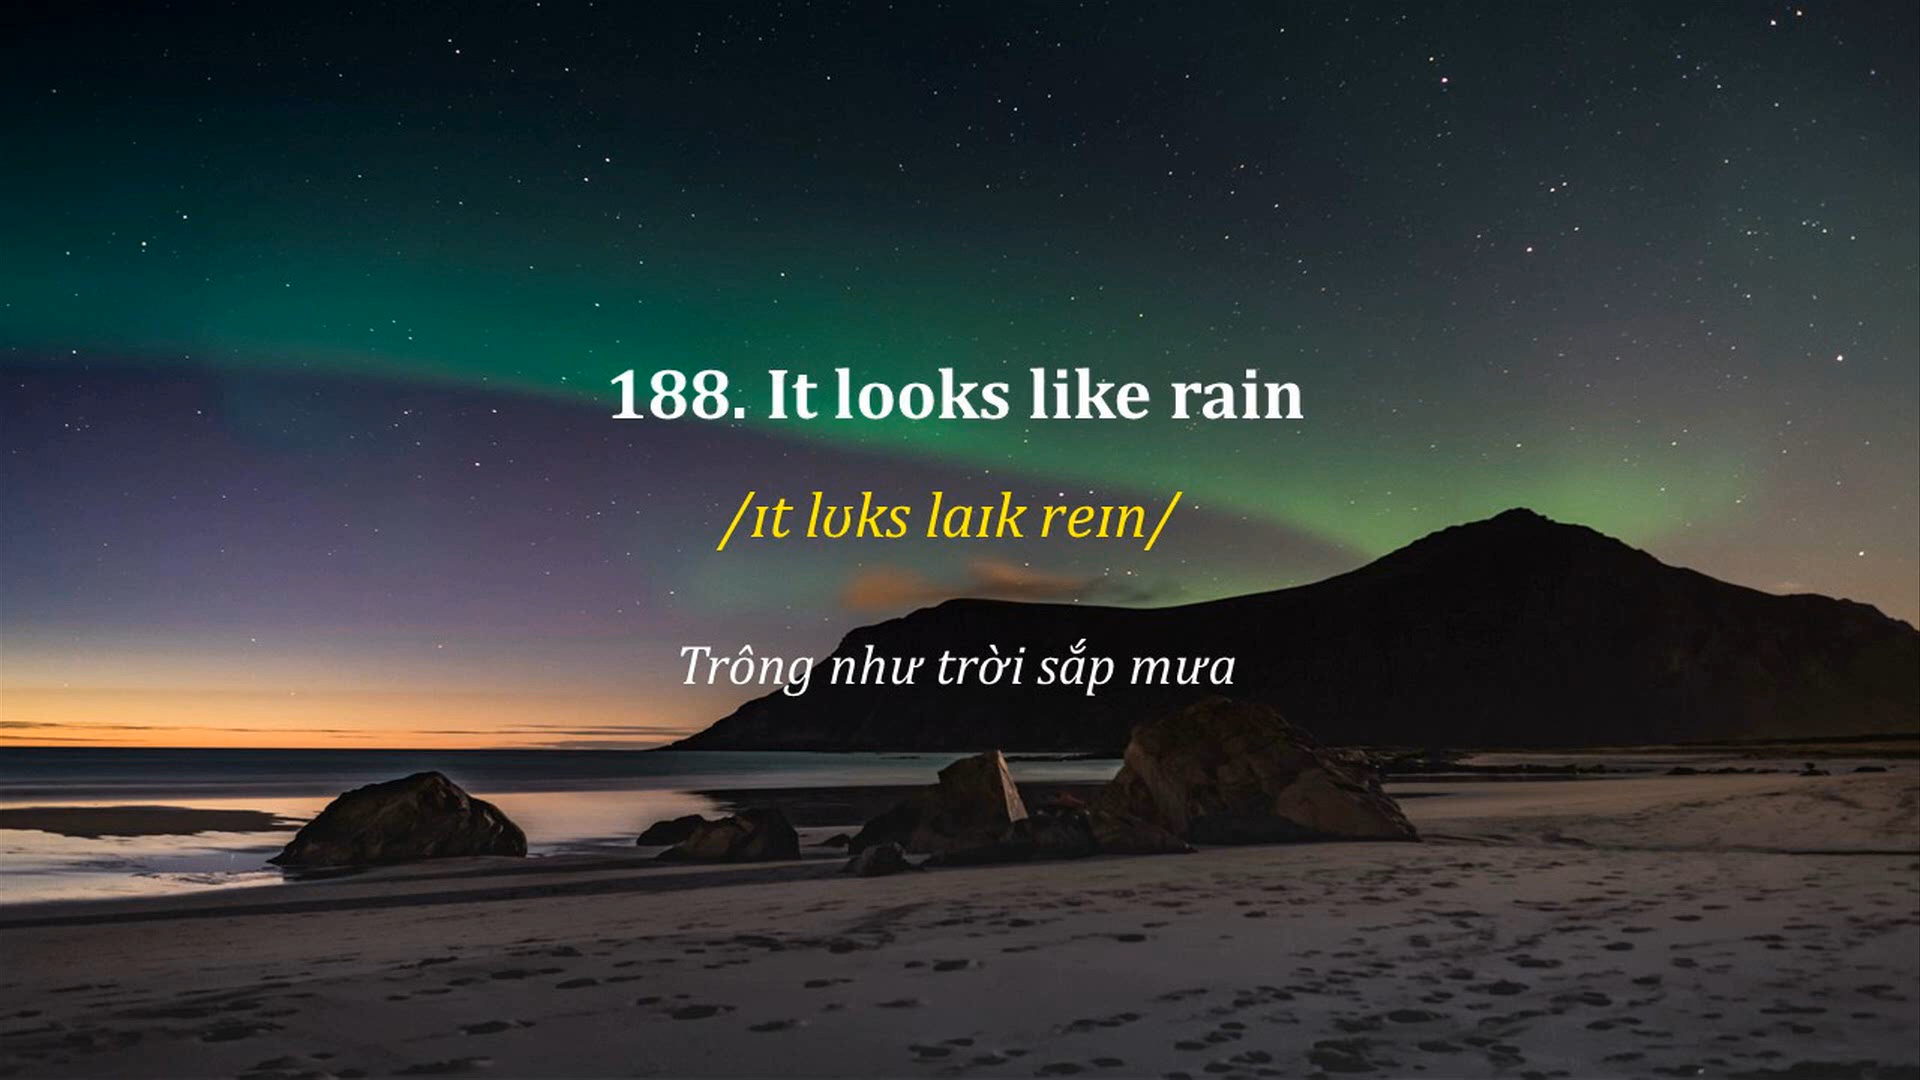 188. It looks like rain
/ɪt lʊks laɪk reɪn/
Trông như trời sắp mưa